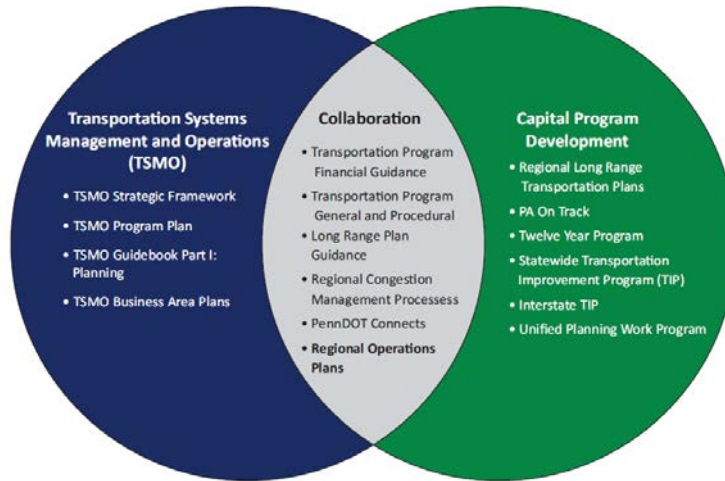 Transportation Systems
Management and Operations
(TSMO)
• TSMO Strategic Framework
• TSMO Program Plan
• TSMO Guidebook Part I:
Planning
• TSMO Business Area Plans
Collaboration
• Transportation Program
Financial Guidance
• Transportation Program
General and Procedural
• Long Range Plan
Guidance
• Regional Congestion
Management Processess
• PennDOT Connects
• Regional Operations
Plans
Capital Program
Development
• Regional Long Range
Transportation Plans
• PA On Track
• Twelve Year Program
• Statewide Transportation
Improvement Program (TIP)
• Interstate TIP
• Unified Planning Work Program